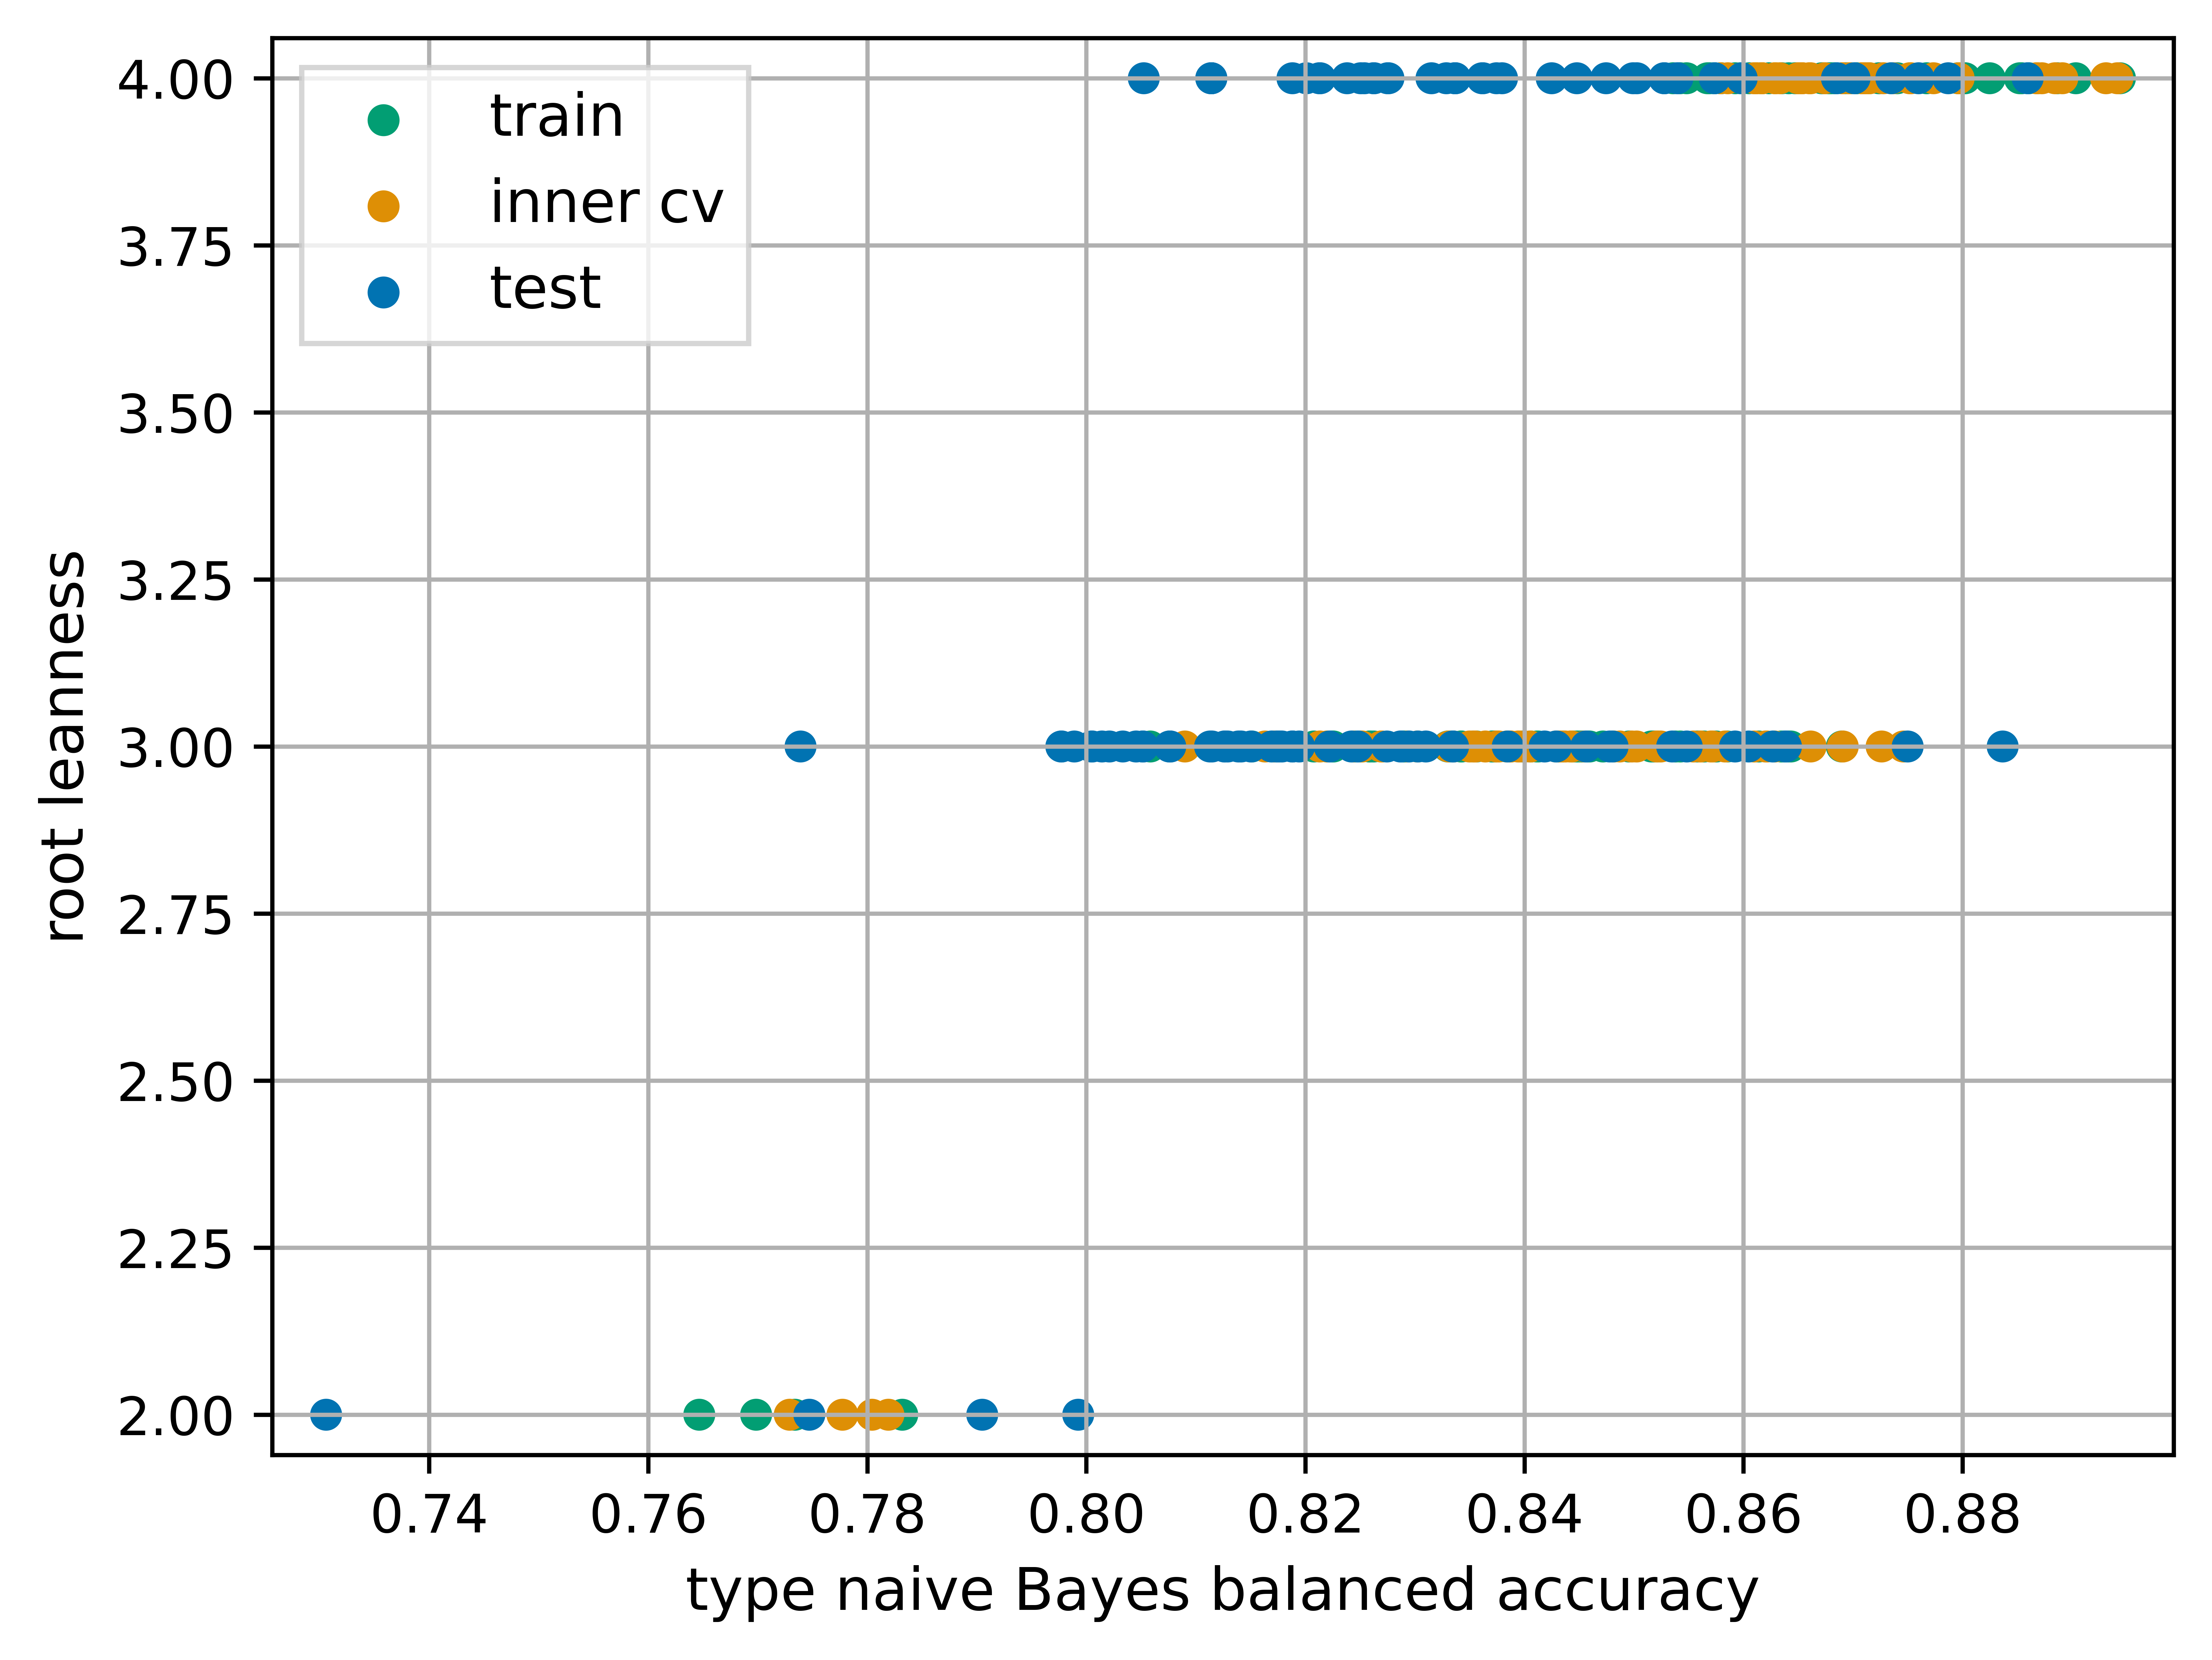 4.00
3.75
3.50
3.25
3.00
2.75
2.50
2.25
2.00
root leanness
train
inner cv
test
0.74 0.76 0.78 0.80 0.82 0.84 0.86 0.88
type naive Bayes balanced accuracy